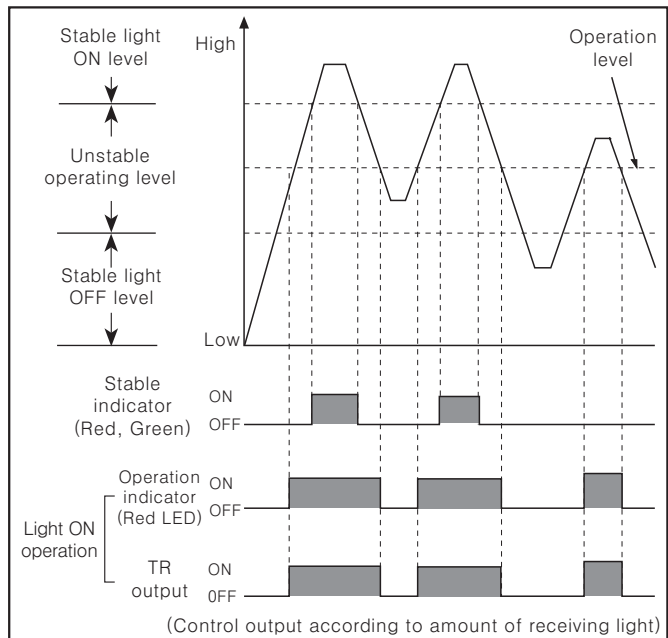 Stable light
ON level
Unstable
operating level
Stable light
OFF level
High
Operation
level
Low
Stable
indicator
(Red, Green)
ON
OFF
Light ON
operation
Operation
indicator
(Red LED)
ON
OFF
TR
output
ON
0FF
(Control output according to amount of receiving light)